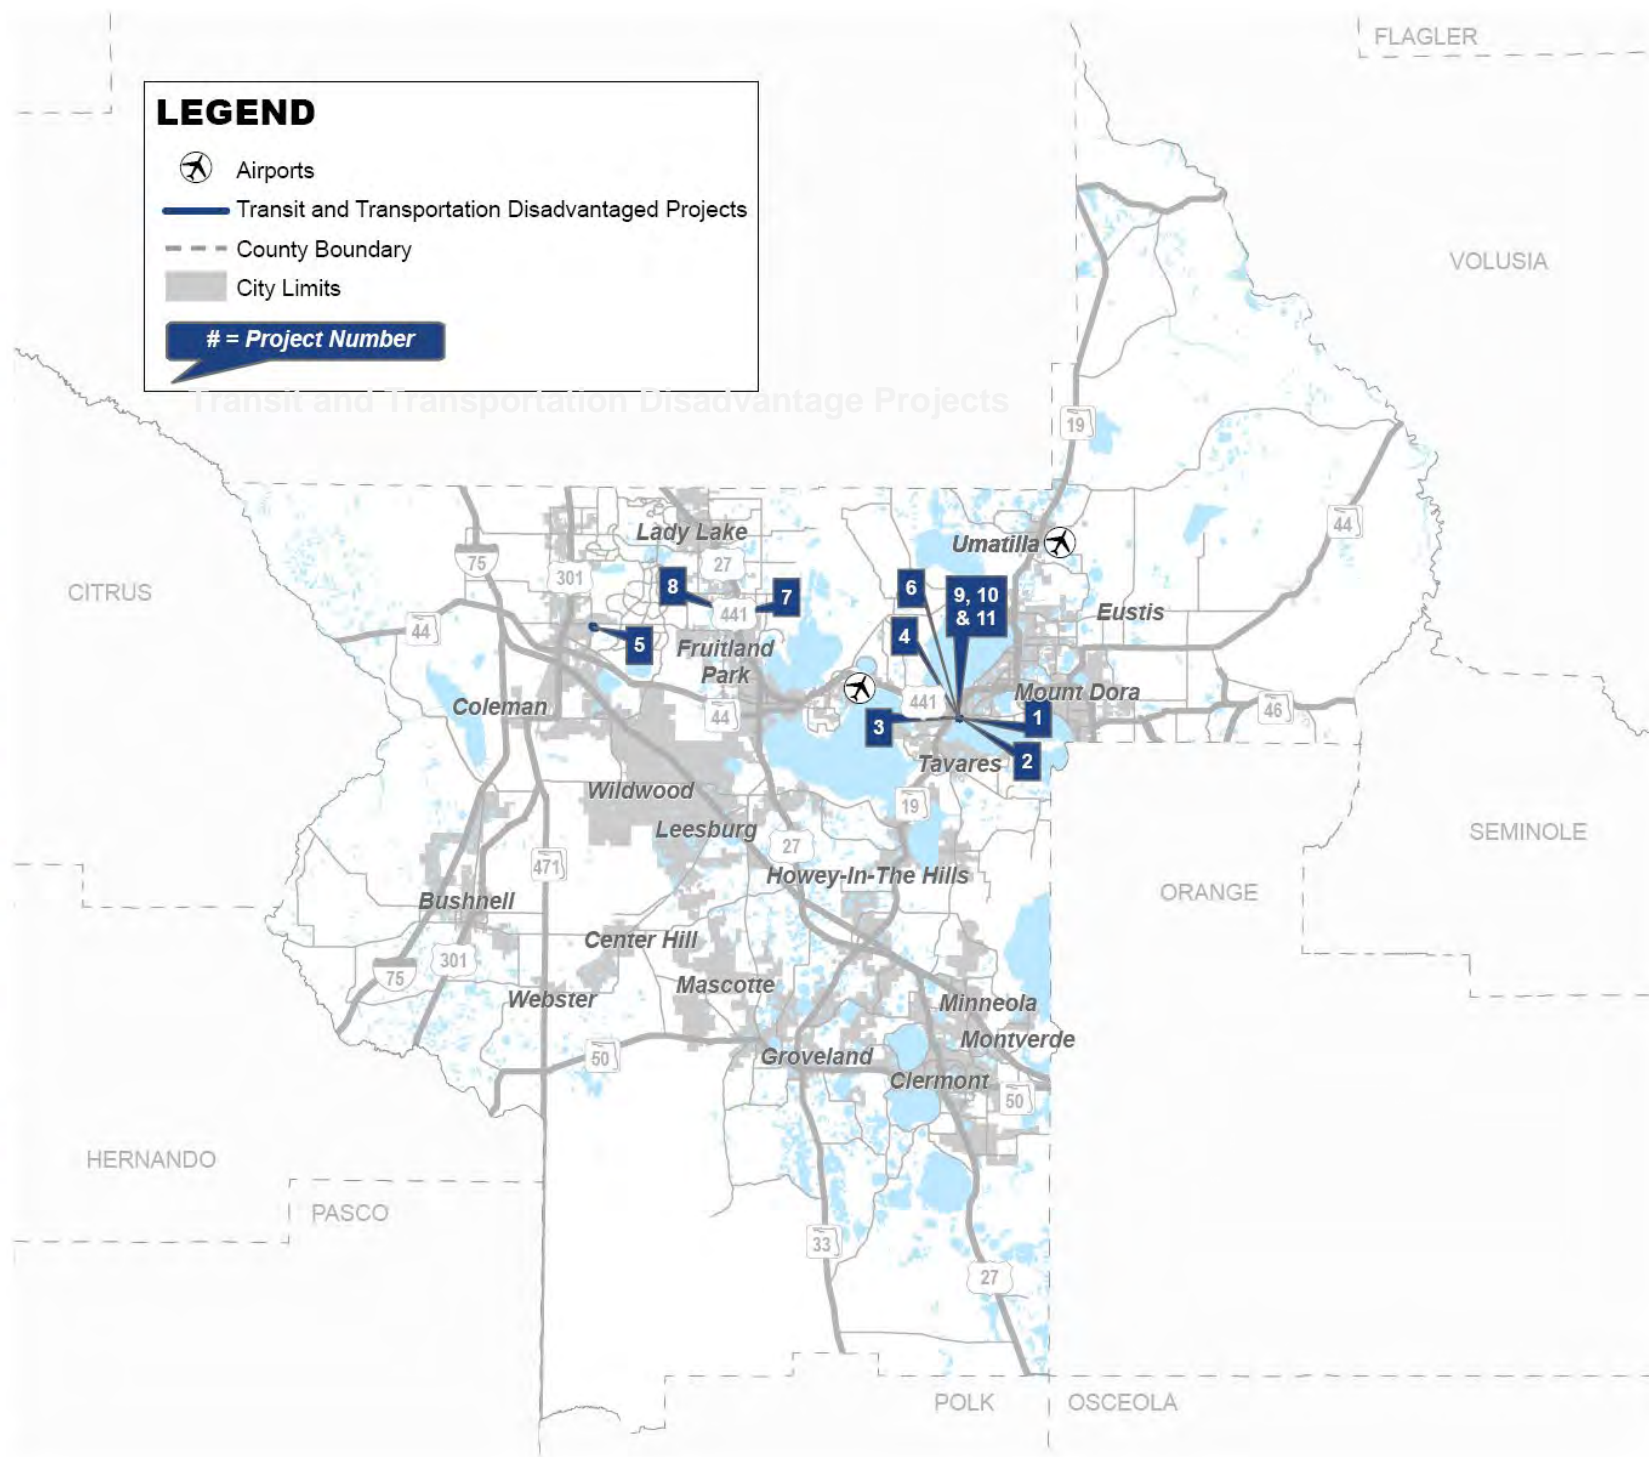 FLAGLER
LEGEND
Airports
Transit and Transportation Disadvantaged Projects
County Boundary
City Limits
# = Project Number
Transit and Transportation Disadvantage Projects
VOLUSIA
19
44
Lady Lake
Umatilla
75
27
301
8
7
6
9, 10
& 11
CITRUS
441
Eustis
44
5
4
Fruitland
Park
Coleman
44
441
Mount Dora
46
3
1
2
Tavares
Wildwood
19
Leesburg
SEMINOLE
27
471
Howey-In-The Hills
ORANGE
Bushnell
Center Hill
301
75
Mascotte
Webster
Minneola
Montverde
50
Groveland
Clermont
50
HERNANDO
PASCO
33
27
POLK
OSCEOLA